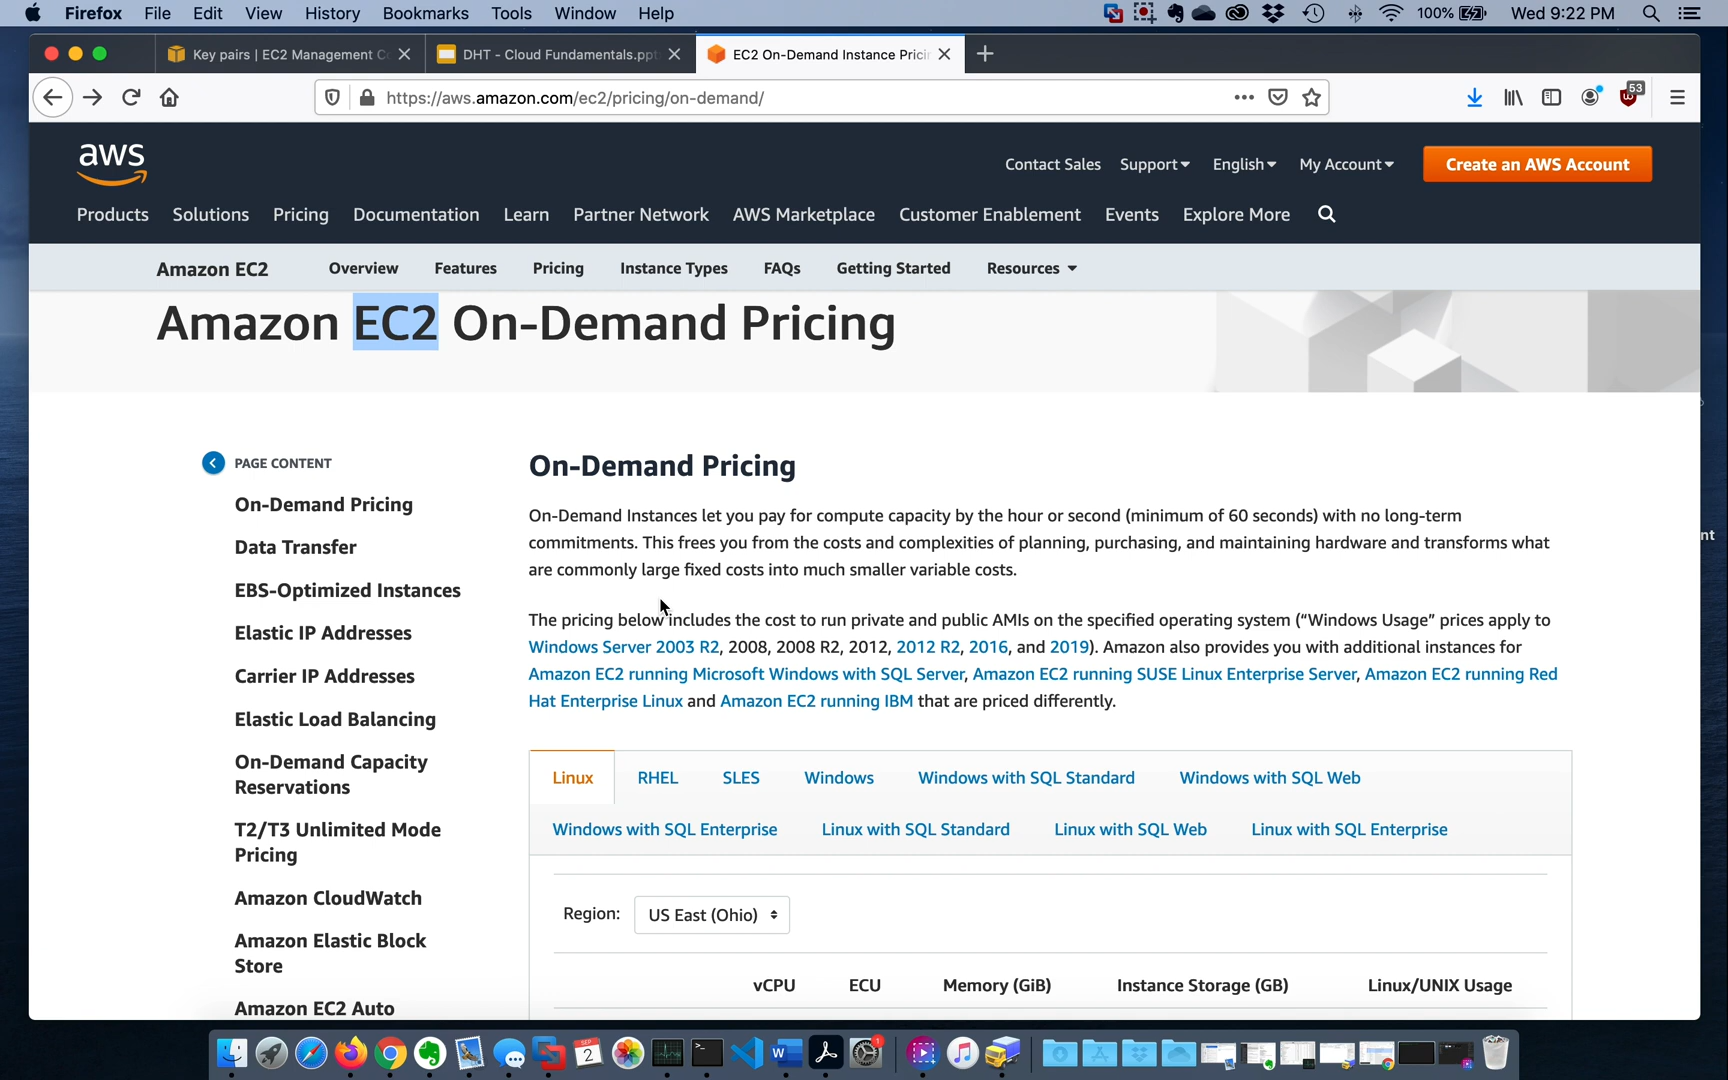 Firefox File Edit View History Bookmarks Tools Window Help 100% Wed 9:22 PM
Key pairs | EC2 Management Co
DHT - Cloud Fundamentals.ppt
EC2 On-Demand Instance Pricin
https://aws.amazon.com/ec2/pricing/on-demand/
53
aws
Contact Sales Support English My Account Create an AWS Account
Products Solutions Pricing Documentation Learn Partner Network AWS Marketplace Customer Enablement Events Explore More
Amazon EC2 Overview Features Pricing Instance Types FAQs Getting Started Resources
Amazon EC2 On-Demand Pricing
PAGE CONTENT
On-Demand Pricing
Data Transfer
EBS-Optimized Instances
Elastic IP Addresses
Carrier IP Addresses
Elastic Load Balancing
On-Demand Capacity
Reservations
T2/T3 Unlimited Mode
Pricing
Amazon CloudWatch
Amazon Elastic Block
Store
Amazon EC2 Auto
On-Demand Pricing
On-Demand Instances let you pay for compute capacity by the hour or second (minimum of 60 seconds) with no long-term
commitments. This frees you from the costs and complexities of planning, purchasing, and maintaining hardware and transforms what
are commonly large fixed costs into much smaller variable costs.
The pricing below includes the cost to run private and public AMIs on the specified operating system (“Windows Usage” prices apply to
Windows Server 2003 R2, 2008, 2008 R2, 2012, 2012 R2, 2016, and 2019). Amazon also provides you with additional instances for
Amazon EC2 running Microsoft Windows with SQL Server, Amazon EC2 running SUSE Linux Enterprise Server, Amazon EC2 running Red
Hat Enterprise Linux and Amazon EC2 running IBM that are priced differently.
Linux RHEL SLES Windows Windows with SQL Standard Windows with SQL Web
Windows with SQL Enterprise Linux with SQL Standard Linux with SQL Web Linux with SQL Enterprise
Region: US East (Ohio)
vCPU ECU Memory (GiB) Instance Storage (GB) Linux/UNIX Usage
nt
SEP
2
W
1